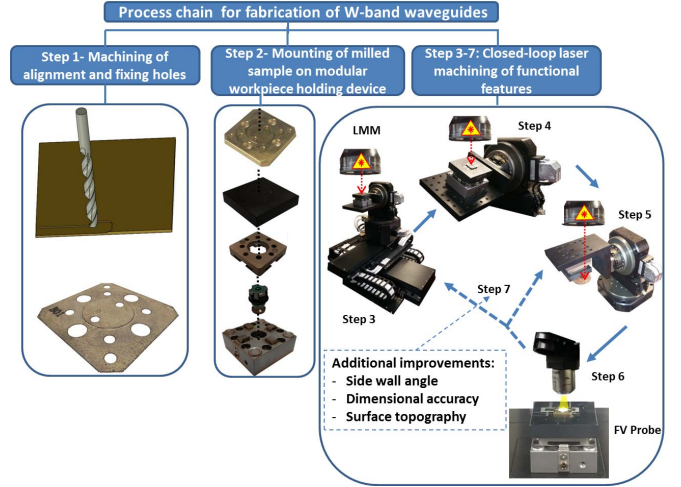 Process chain for fabrication of W-band waveguides
Step 1- Machining of
alignment and fixing holes
Step 2- Mounting of milled
sample on modular
workpiece holding device
Step 3-7: Closed-loop laser
machining of functional
features
LMM
Step 4
Step 5
Step 7
Step 3
Additional improvements:
- Side wall angle
- Dimensional accuracy
- Surface topography
Step 6
FV Probe